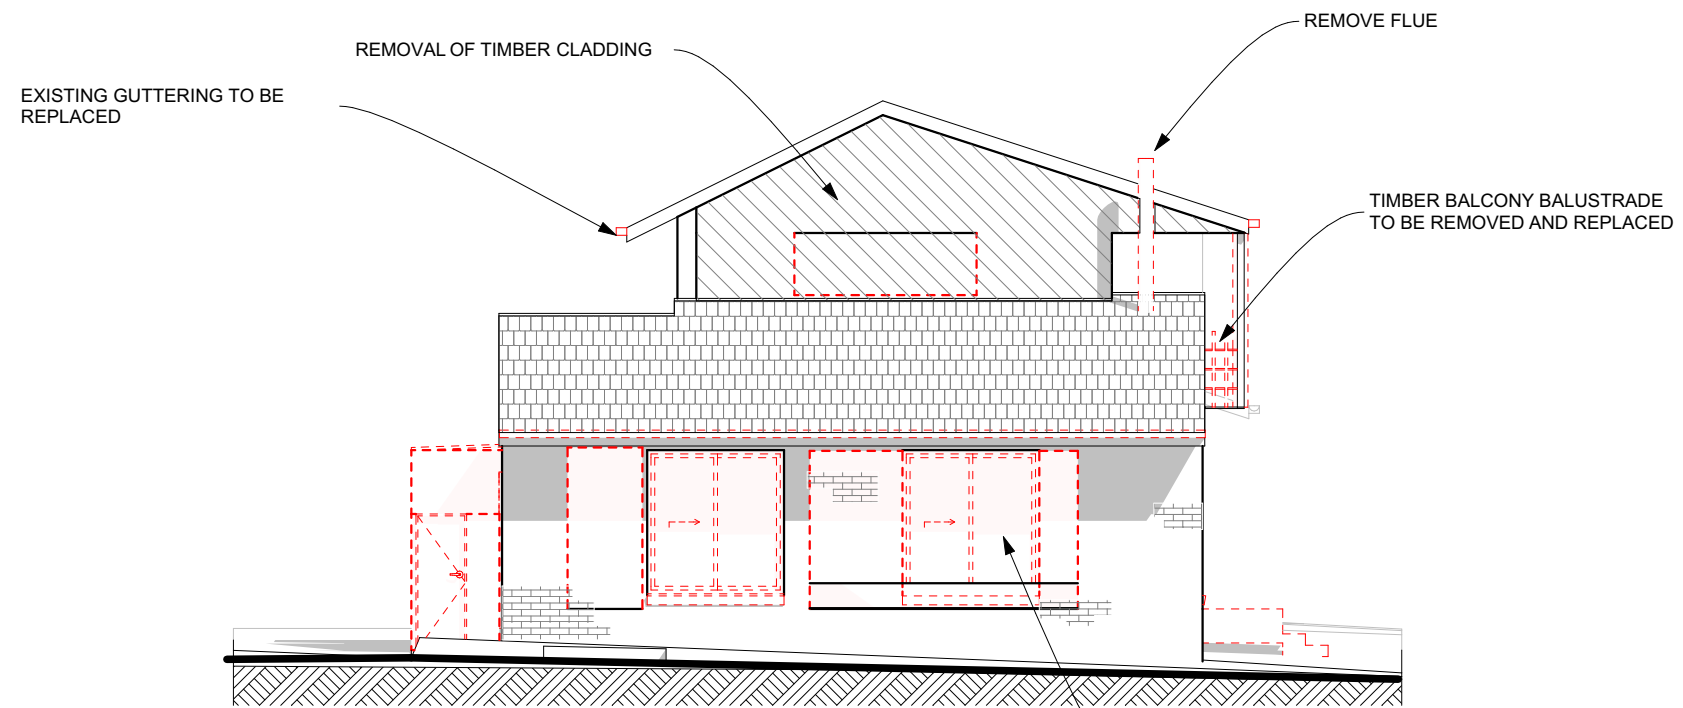 REMOVE FLUE
REMOVAL OF TIMBER CLADDING
EXISTING GUTTERING TO BE
REPLACED
TIMBER BALCONY BALUSTRADE
TO BE REMOVED AND REPLACED